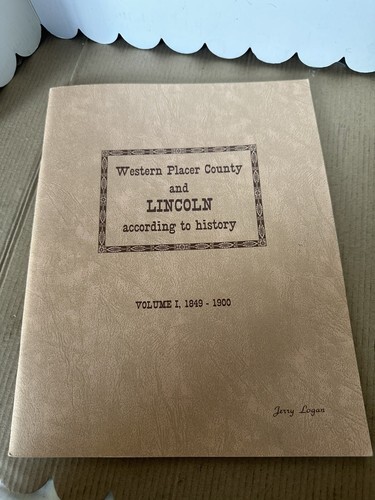 Western Placer County
and
LINCOLN
according to history
VOLUME I, 1849 - 1900
Jerry Logan